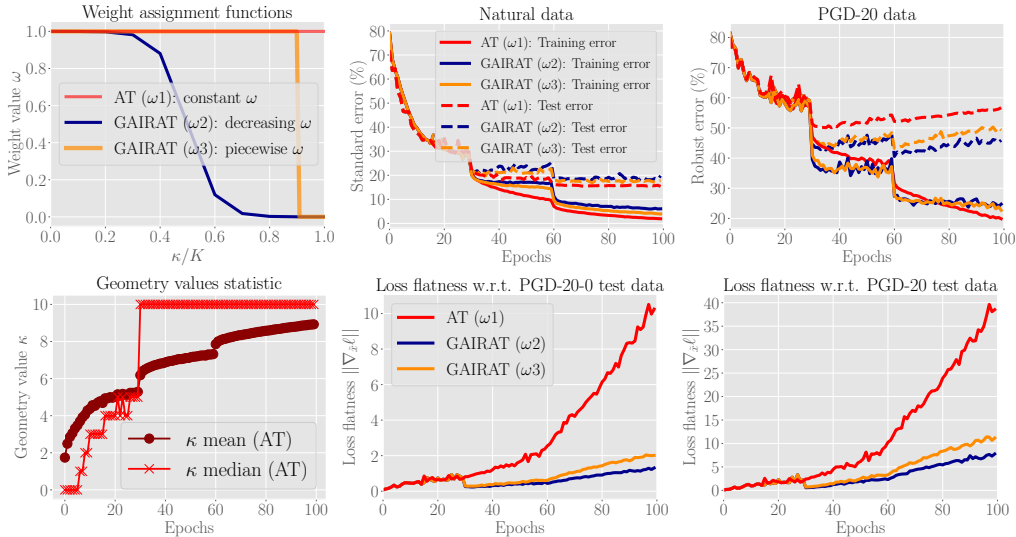 Weight assignment functions
Weight value ω
1.0
0.8
0.6
0.4
0.2
0.0
AT (ω1): constant ω
GAIRAT (ω2): decreasing ω
GAIRAT (ω3): piecewise ω
0.0 0.2 0.4 0.6 0.8 1.0
κ/K
Natural data
Standard error (%)
80
70
60
50
40
30
20
10
0
AT (ω1): Training error
GAIRAT (ω2): Training error
GAIRAT (ω3): Training error
AT (ω1): Test error
GAIRAT (ω2): Test error
GAIRAT (ω3): Test error
0 20 40 60 80 100
Epochs
PGD-20 data
Robust error (%)
80
70
60
50
40
30
20
0 20 40 60 80 100
Epochs
Geometry values statistic
Geometry value κ
10
8
6
4
2
0
κ mean (AT)
κ median (AT)
0 20 40 60 80 100
Epochs
Loss flatness w.r.t. PGD-20-0 test data
Loss flatness ||∇x̃ℓ||
10
8
6
4
2
0
AT (ω1)
GAIRAT (ω2)
GAIRAT (ω3)
0 20 40 60 80 100
Epochs
Loss flatness w.r.t. PGD-20 test data
Loss flatness ||∇x̃ℓ||
40
35
30
25
20
15
10
5
0
0 20 40 60 80 100
Epochs